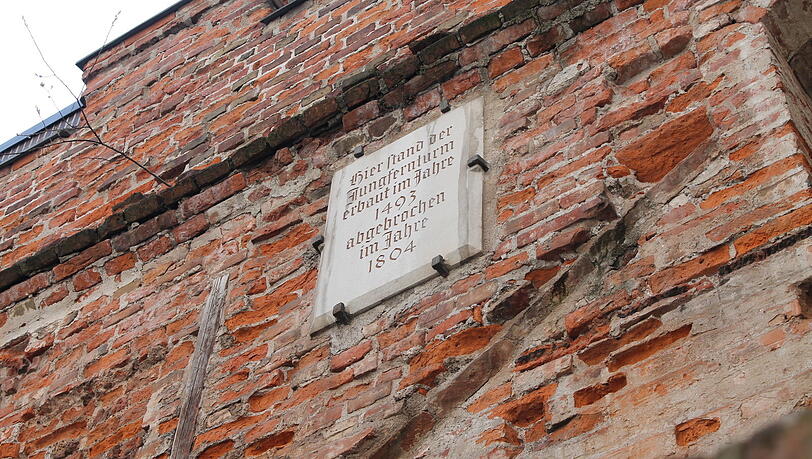 Hier stand der
Jungfernturm
erbaut im Jahre
1493
abgebrochen
im Jahre
1804